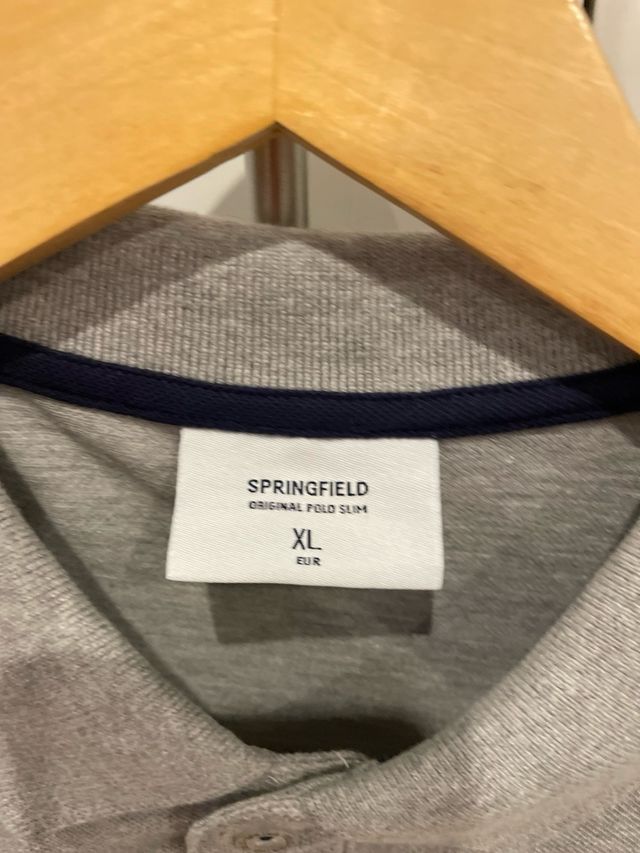 SPRINGFIELD
ORIGINAL POLO SLIM
XL
EUR